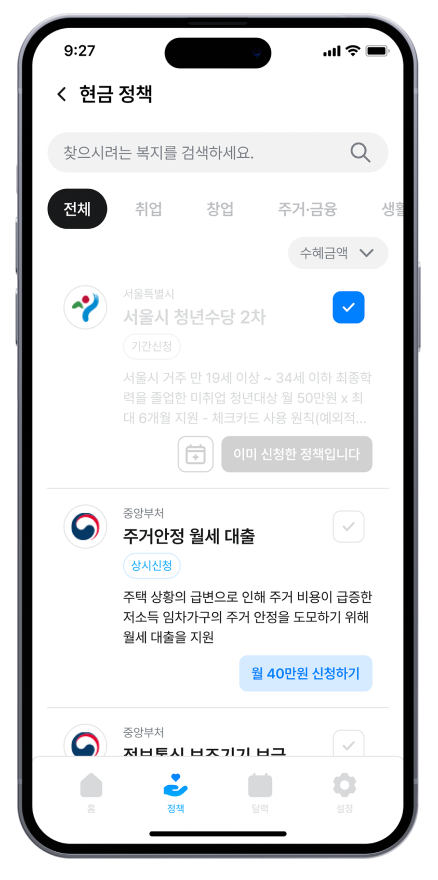 9:27
현금 정책
찾으시려는 복지를 검색하세요.
전체 취업 창업 주거·금융 생활
수혜금액
서울특별시
서울시 청년수당 2차
기간신청
서울시 거주 만 19세 이상 ~ 34세 이하 최종학
력을 졸업한 미취업 청년대상 월 50만원 x 최
대 6개월 지원 - 체크카드 사용 원칙(예외적...
이미 신청한 정책입니다
중앙부처
주거안정 월세 대출
상시신청
주택 상황의 급변으로 인해 주거 비용이 급증한
저소득 임차가구의 주거 안정을 도모하기 위해
월세 대출을 지원
월 40만원 신청하기
중앙부처
정보통신 보조기기 보급
홈 정책 달력 설정